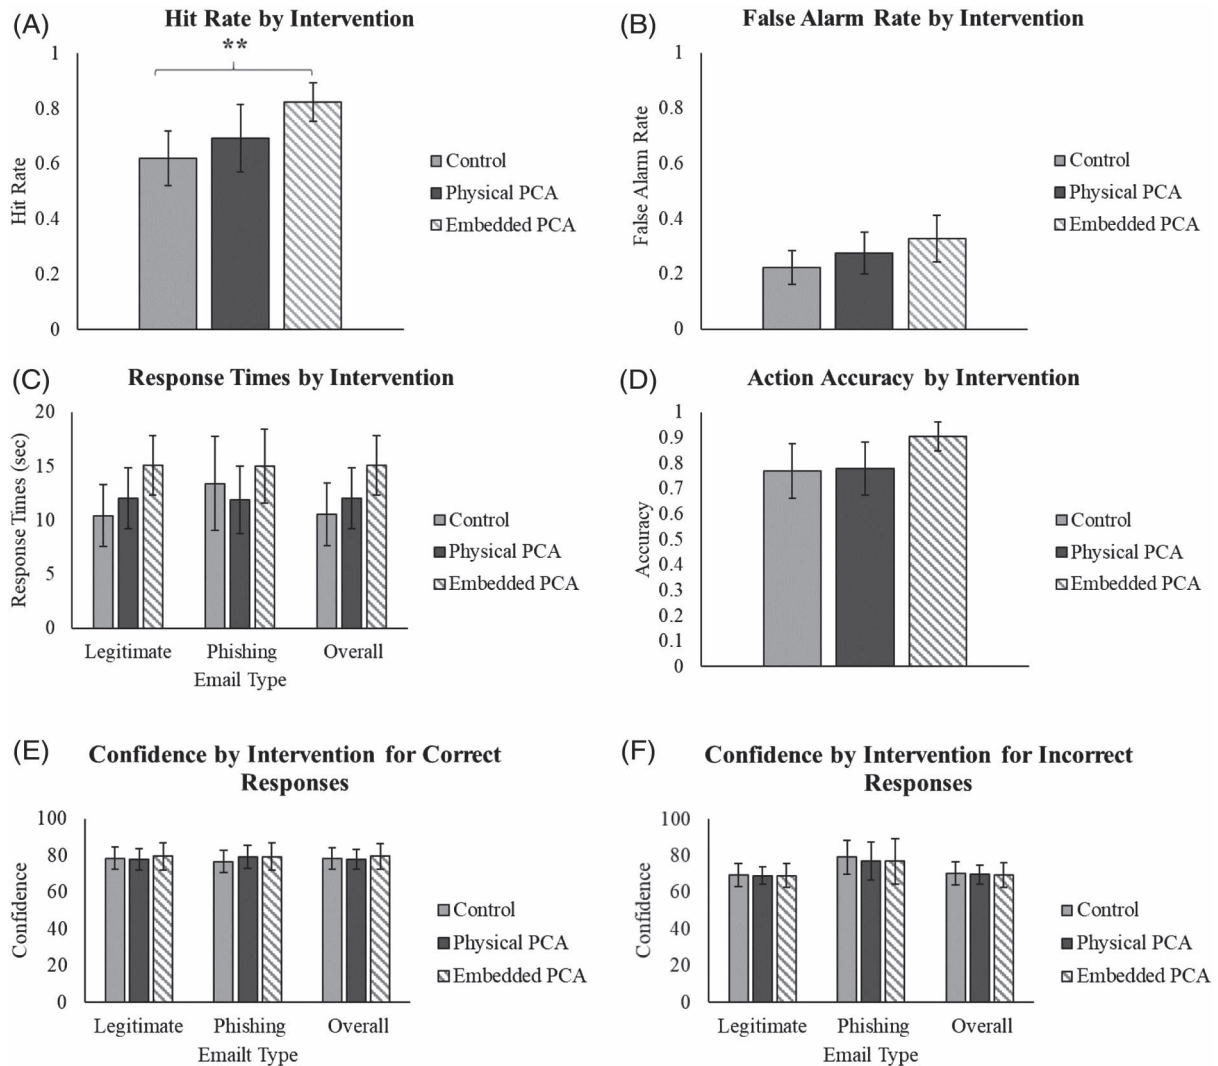 (A)
Hit Rate by Intervention
**
1
0.8
0.6
0.4
0.2
0
Hit Rate
Control
Physical PCA
Embedded PCA
(B)
False Alarm Rate by Intervention
1
0.8
0.6
0.4
0.2
0
False Alarm Rate
Control
Physical PCA
Embedded PCA
(C)
Response Times by Intervention
20
15
10
5
0
Response Times (sec)
Legitimate
Phishing
Overall
Email Type
Control
Physical PCA
Embedded PCA
(D)
Action Accuracy by Intervention
1
0.9
0.8
0.7
0.6
0.5
0.4
0.3
0.2
0.1
0
Accuracy
Control
Physical PCA
Embedded PCA
(E)
Confidence by Intervention for Correct
Responses
100
80
60
40
20
0
Confidence
Legitimate
Phishing
Overall
Emailt Type
Control
Physical PCA
Embedded PCA
(F)
Confidence by Intervention for Incorrect
Responses
100
80
60
40
20
0
Confidence
Legitimate
Phishing
Overall
Email Type
Control
Physical PCA
Embedded PCA